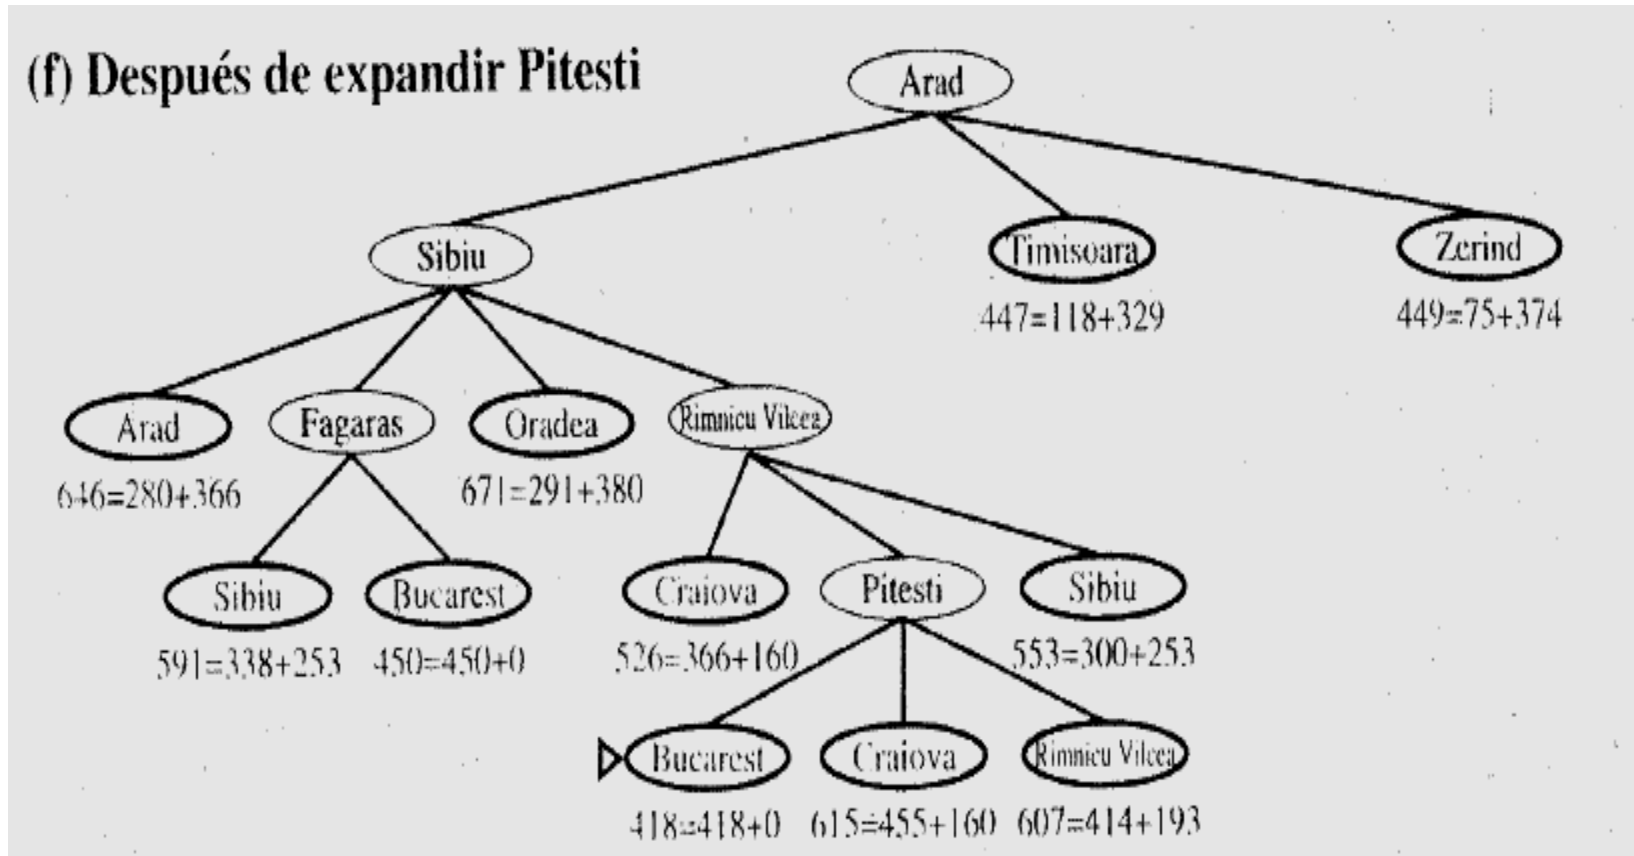 (f) Después de expandir Pitesti
Arad
Sibiu
Timisoara
Zerind
447=118+329
449=75+374
Arad
Fagaras
Oradea
Rimnicu Vilcea
646=280+366
671=291+380
Sibiu
Bucarest
Craiova
Pitesti
Sibiu
591=338+253
450=450+0
526=366+160
553=300+253
Bucarest
Craiova
Rimnicu Vilcea
418=418+0
615=455+160
607=414+193